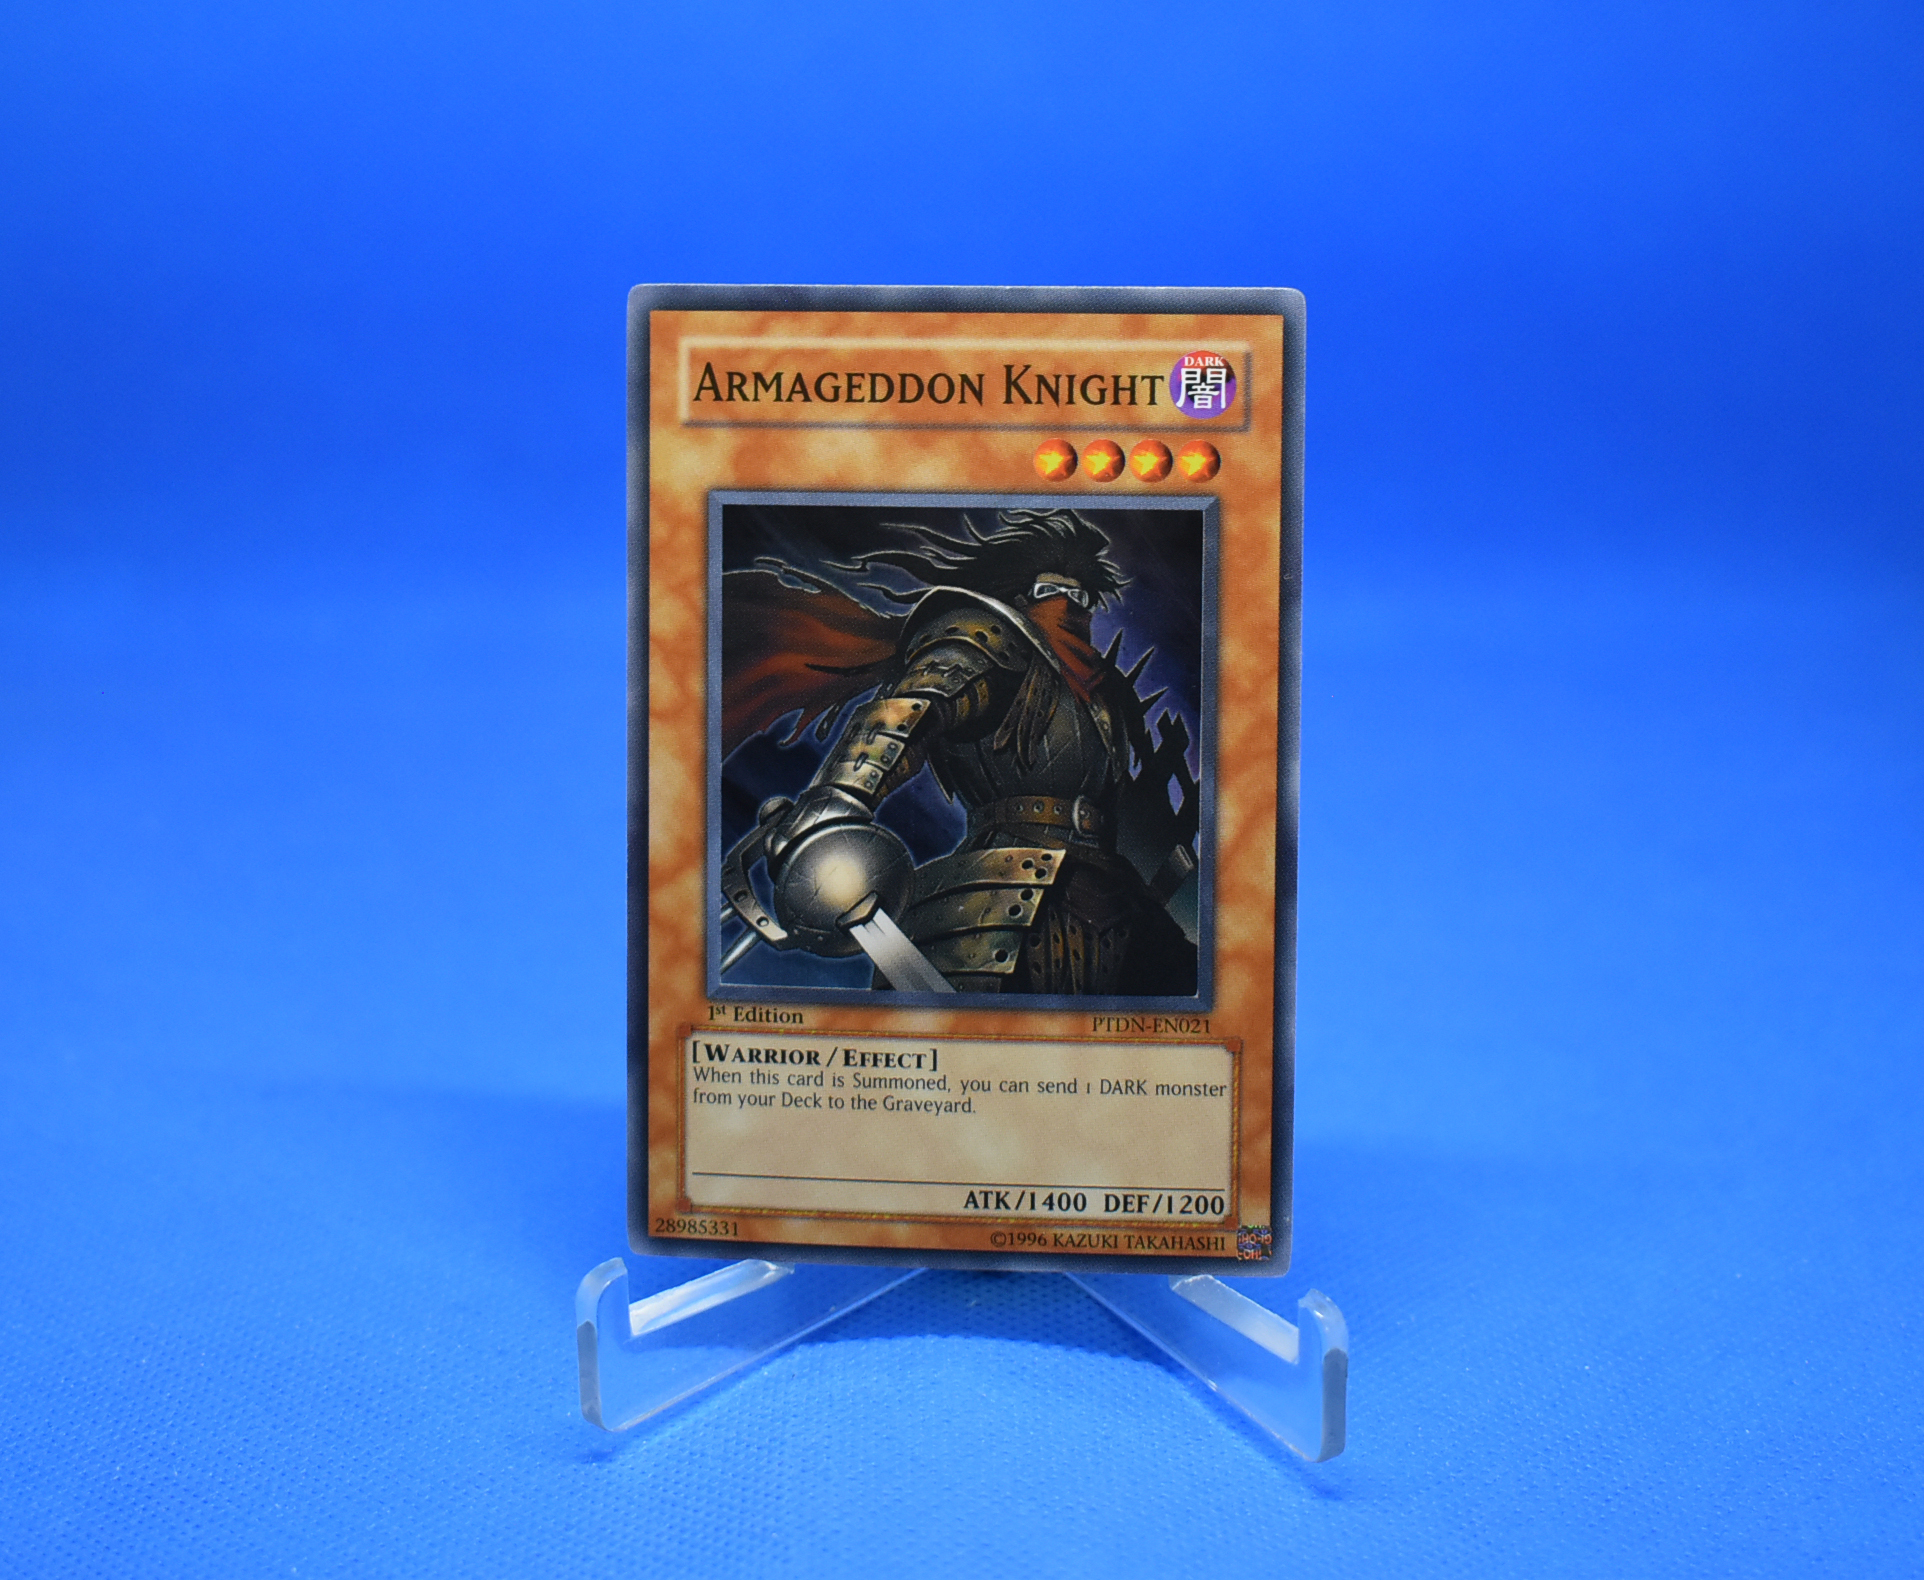 ARMAGEDDON KNIGHT
DARK
闇
1st Edition
PTDN-EN021
[WARRIOR/EFFECT]
When this card is Summoned, you can send 1 DARK monster
from your Deck to the Graveyard.
ATK/1400 DEF/1200
28985331
©1996 KAZUKI TAKAHASHI